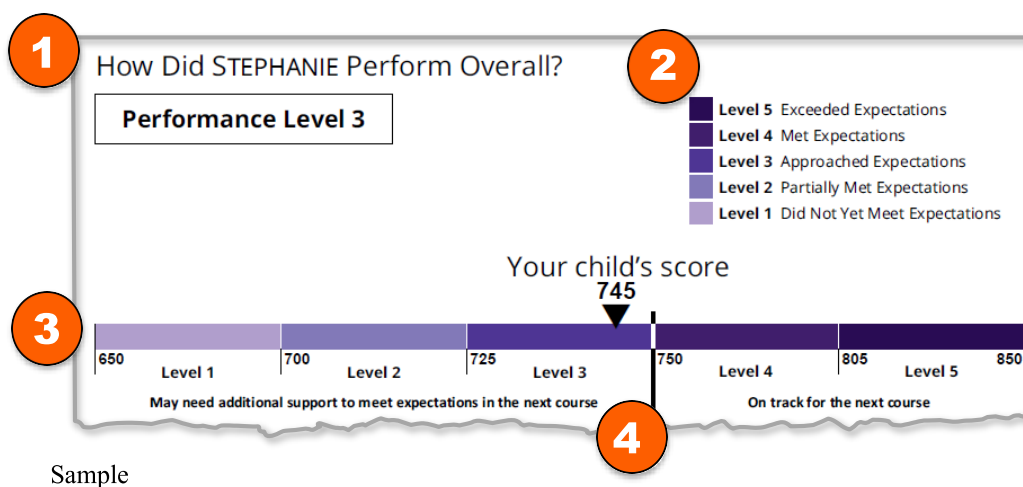 1
How Did STEPHANIE Perform Overall?
2
Performance Level 3
Level 5 Exceeded Expectations
Level 4 Met Expectations
Level 3 Approached Expectations
Level 2 Partially Met Expectations
Level 1 Did Not Yet Meet Expectations
Your child's score
745
3
650 700 725 750 805 850
Level 1 Level 2 Level 3 Level 4 Level 5
May need additional support to meet expectations in the next course On track for the next course
4
Sample